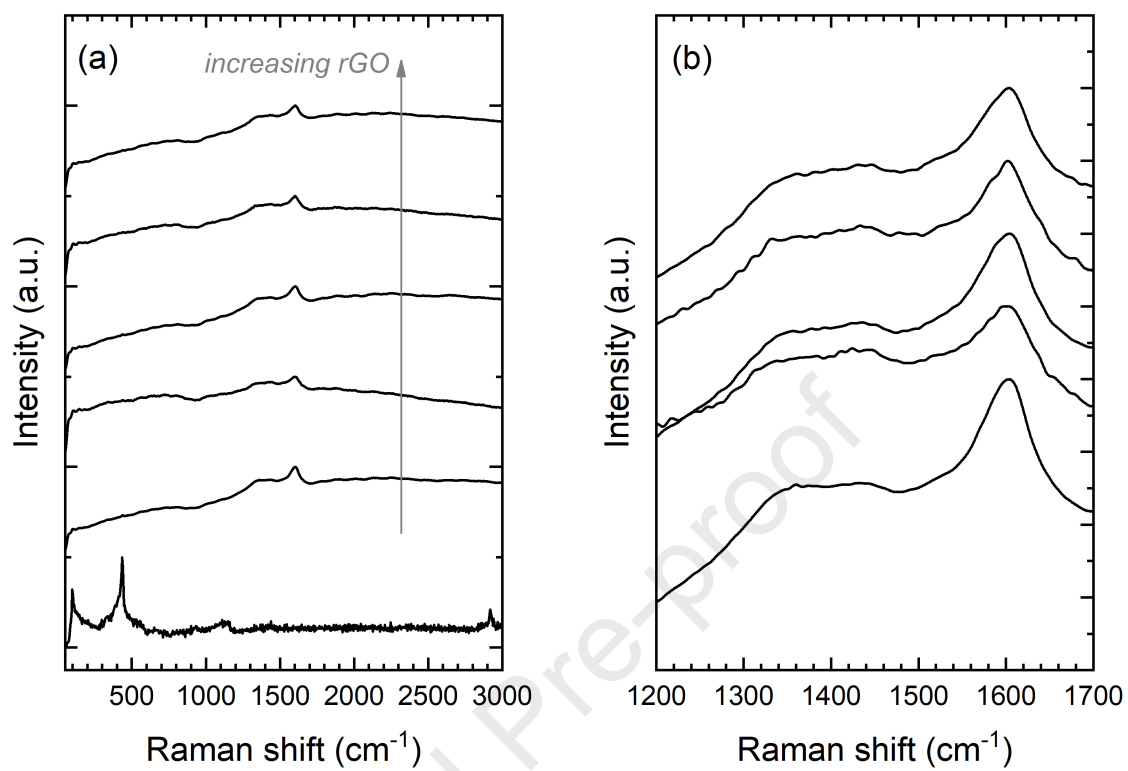 (a)
increasing rGO
Intensity (a.u.)
500 1000 1500 2000 2500 3000
Raman shift (cm⁻¹)
(b)
Intensity (a.u.)
1200 1300 1400 1500 1600 1700
Raman shift (cm⁻¹)
l Pre-proof